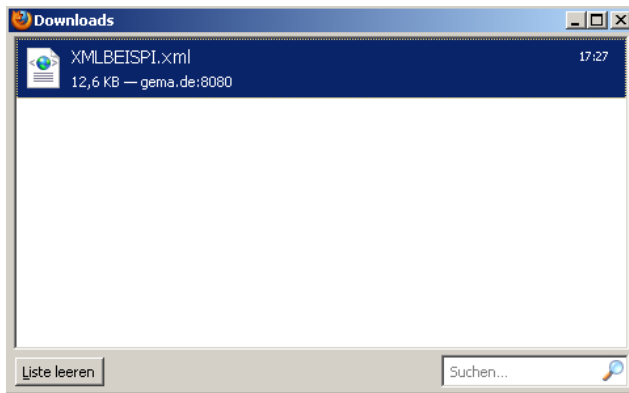 Downloads
XMLBEISPI.xml
17:27
12,6 KB — gema.de:8080
Liste leeren
Suchen...